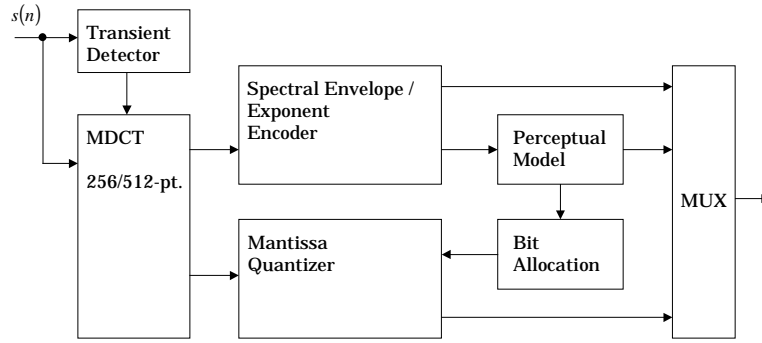 s(n)
Transient
Detector
MDCT
256/512-pt.
Spectral Envelope /
Exponent
Encoder
Perceptual
Model
MUX
Mantissa
Quantizer
Bit
Allocation